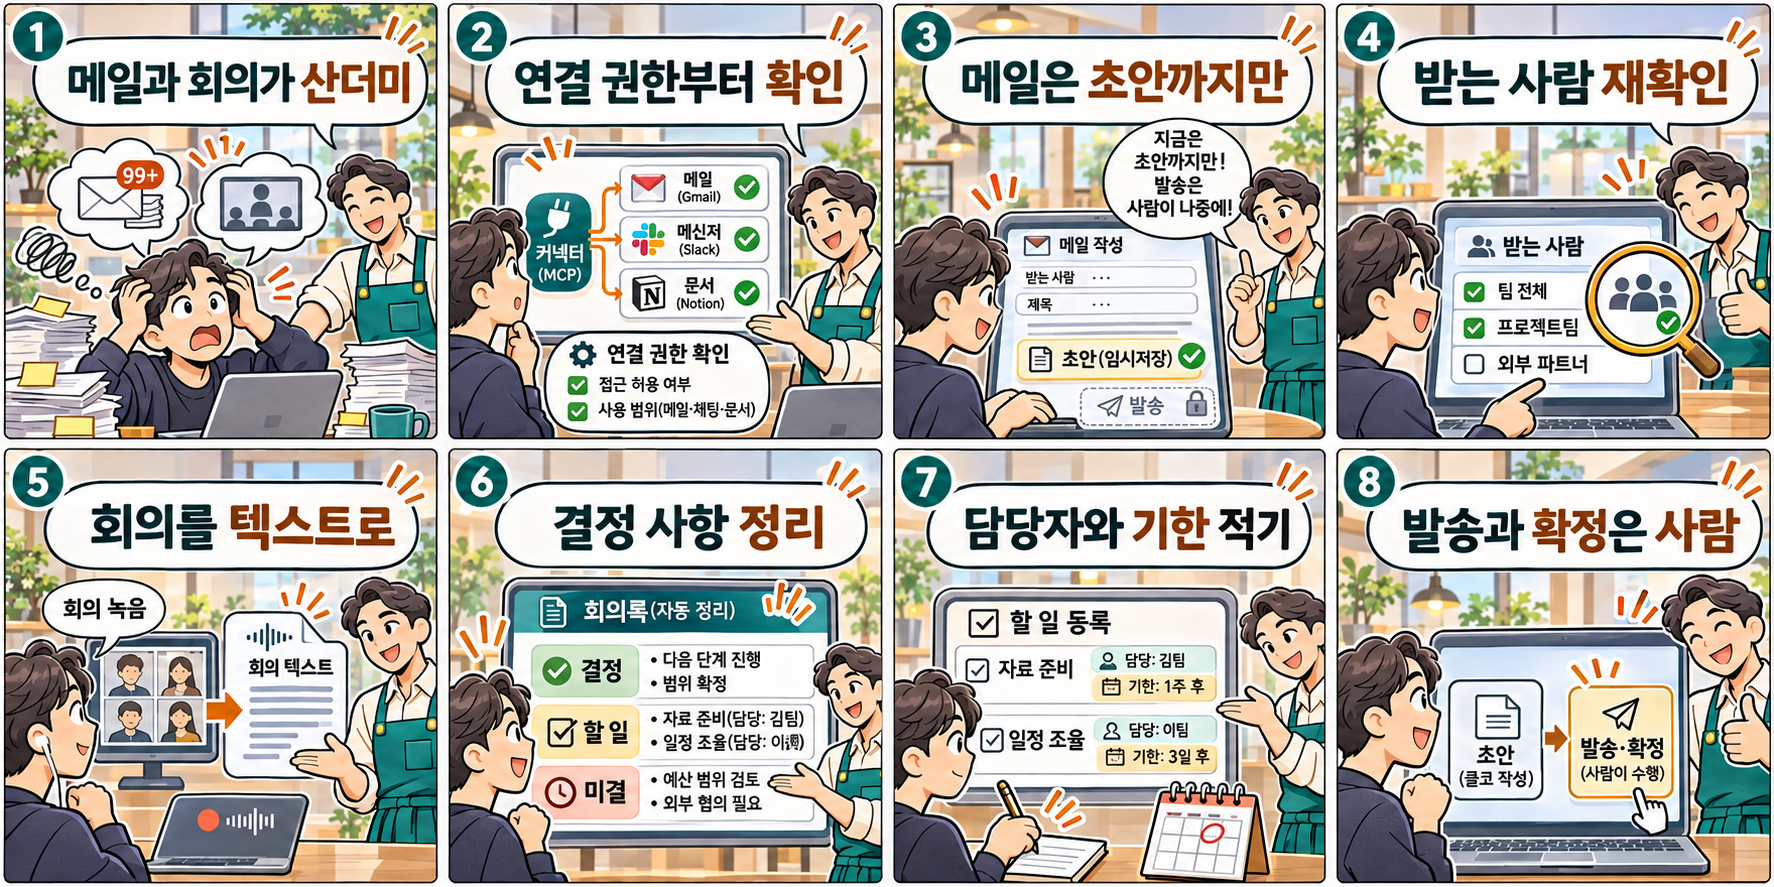 1
메일과 회의가 산더미
99+
2
연결 권한부터 확인
커넥터
(MCP)
메일
(Gmail)
메신저
(Slack)
N
문서
(Notion)
연결 권한 확인
접근 허용 여부
사용 범위(메일·채팅·문서)
3
메일은 초안까지만
지금은
초안까지만!
발송은
사람이 나중에!
메일 작성
받는 사람 ...
제목 ...
초안(임시저장)
발송
4
받는 사람 재확인
받는 사람
팀 전체
프로젝트팀
외부 파트너
5
회의를 텍스트로
회의 녹음
회의 텍스트
6
결정 사항 정리
회의록(자동 정리)
결정
• 다음 단계 진행
• 범위 확정
할 일
• 자료 준비(담당: 김팀)
• 일정 조율(담당:
미결
• 예산 범위 검토
• 외부 협의 필요
7
담당자와 기한 적기
할 일 등록
자료 준비
담당: 김팀
기한: 1주 후
일정 조율
담당: 이팀
기한: 3일 후
8
발송과 확정은 사람
초안
(클코 작성)
발송·확정
(사람이 수행)